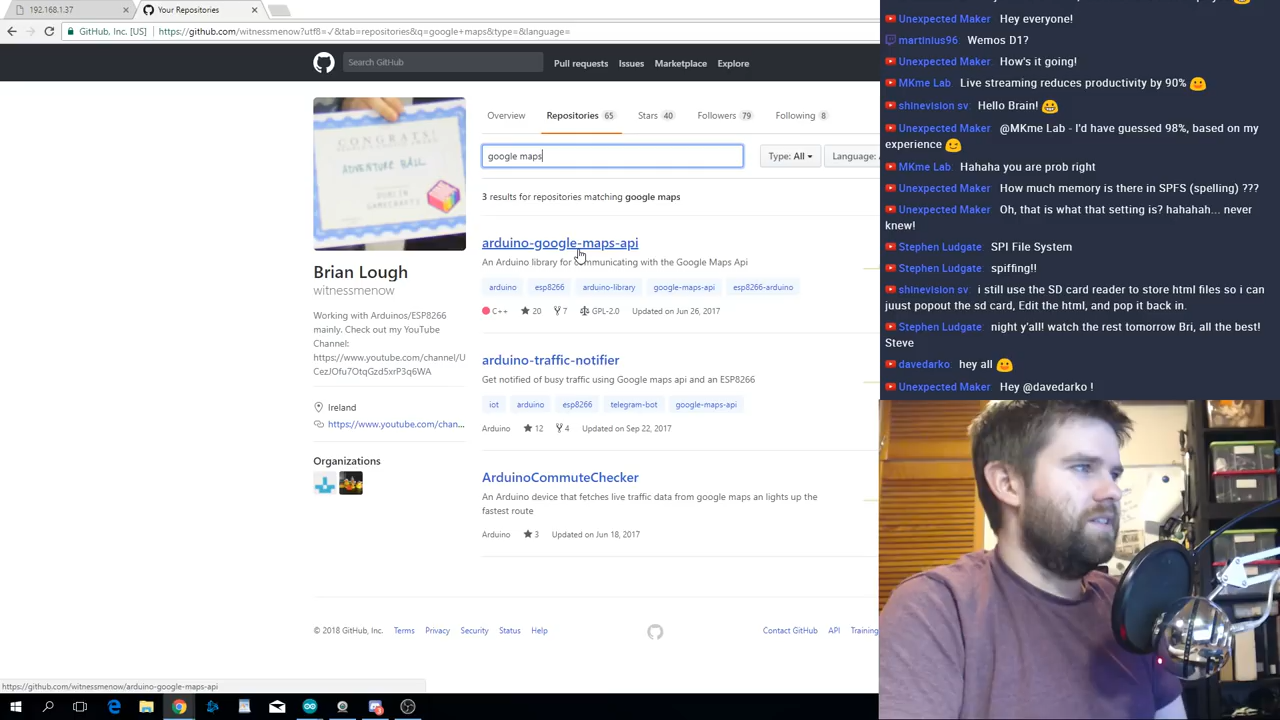 192.168.1.37
Your Repositories
GitHub, Inc. [US]
https://github.com/witnessmenow?utf8=✓&tab=repositories&q=google+maps&type=&language=
Search GitHub
Pull requests
Issues
Marketplace
Explore
CONGRATS!
ADVENTURE BALL
DUBLIN
GAMECRAFT
Overview
Repositories 65
Stars 40
Followers 79
Following 8
google maps
Type: All
Language:
3 results for repositories matching google maps
arduino-google-maps-api
An Arduino library for communicating with the Google Maps Api
arduino
esp8266
arduino-library
google-maps-api
esp8266-arduino
C++
20
7
GPL-2.0
Updated on Jun 26, 2017
Brian Lough
witnessmenow
Working with Arduinos/ESP8266
mainly. Check out my YouTube
Channel:
https://www.youtube.com/channel/U
CezJOfu7OtqGzd5xrP3q6WA
Ireland
https://www.youtube.com/chan...
Organizations
arduino-traffic-notifier
Get notified of busy traffic using Google maps api and an ESP8266
iot
arduino
esp8266
telegram-bot
google-maps-api
Arduino
12
4
Updated on Sep 22, 2017
ArduinoCommuteChecker
An Arduino device that fetches live traffic data from google maps an lights up the
fastest route
Arduino
3
Updated on Jun 18, 2017
© 2018 GitHub, Inc.
Terms
Privacy
Security
Status
Help
Contact GitHub
API
Training
https://github.com/witnessmenow/arduino-google-maps-api
Unexpected Maker Hey everyone!
martinius96 Wemos D1?
Unexpected Maker How's it going!
MKme Lab Live streaming reduces productivity by 90%
shinevision sv Hello Brain!
Unexpected Maker @MKme Lab - I'd have guessed 98%, based on my
experience
MKme Lab Hahaha you are prob right
Unexpected Maker How much memory is there in SPFS (spelling) ???
Unexpected Maker Oh, that is what that setting is? hahahah... never
knew!
Stephen Ludgate SPI File System
Stephen Ludgate spiffing!!
shinevision sv i still use the SD card reader to store html files so i can
juust popout the sd card, Edit the html, and pop it back in.
Stephen Ludgate night y'all! watch the rest tomorrow Bri, all the best!
Steve
davedarko hey all
Unexpected Maker Hey @davedarko !